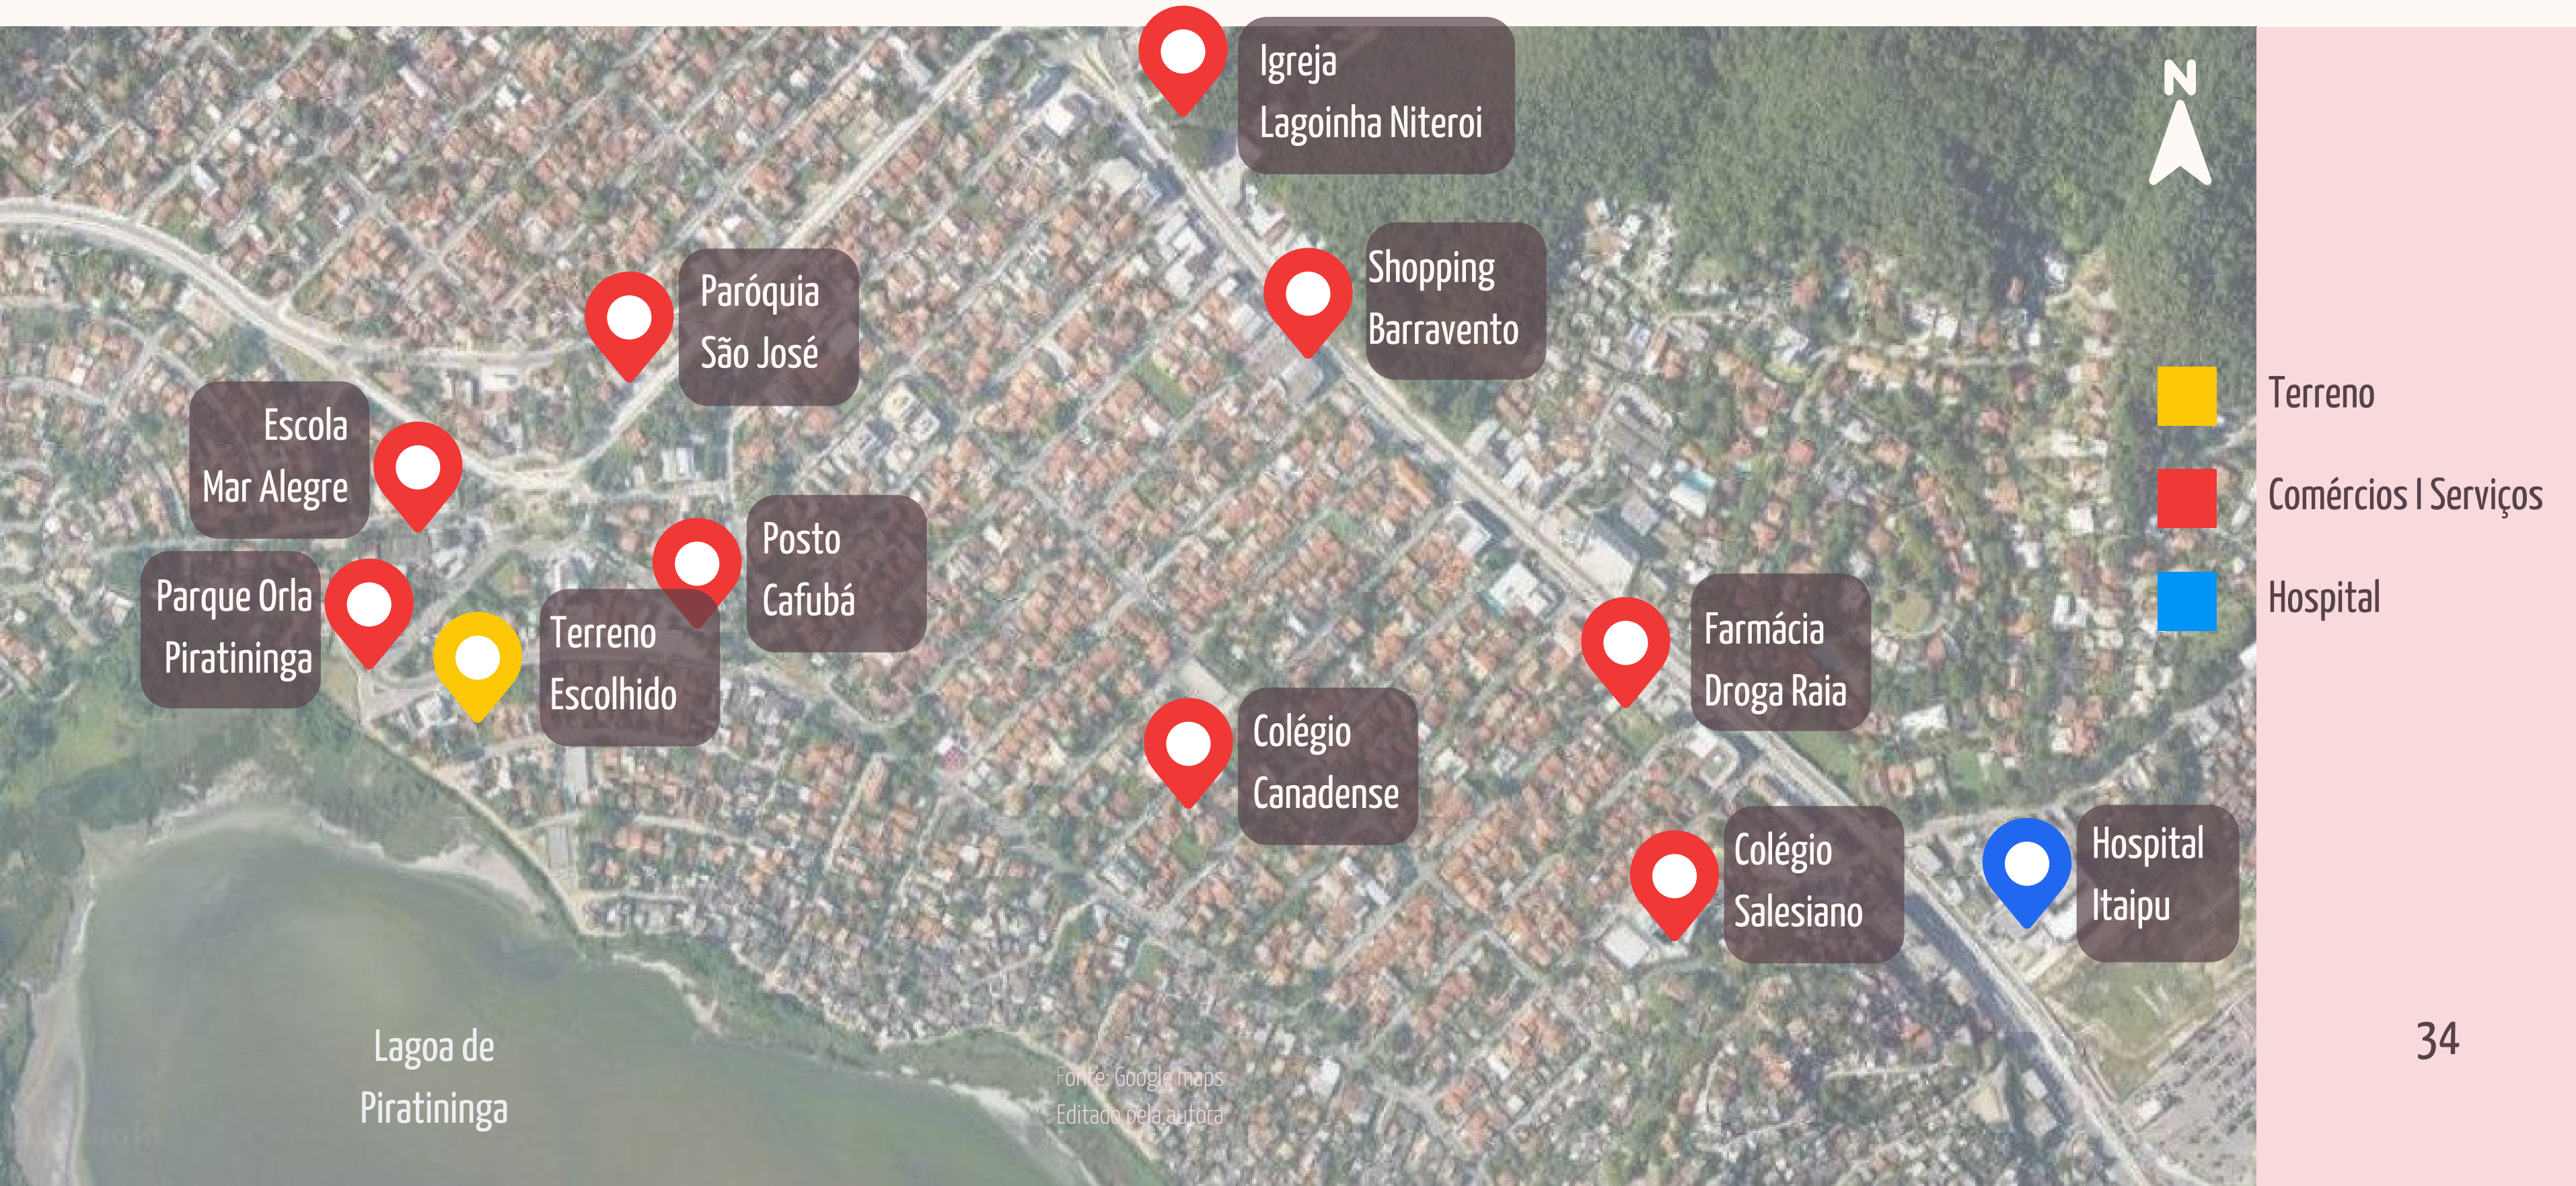 Igreja
Lagoinha Niteroi
N
Shopping
Barravento
Paróquia
São José
Terreno
Escola
Mar Alegre
Comércios I Serviços
Posto
Cafubá
Parque Orla
Piratininga
Terreno
Escolhido
Hospital
Farmácia
Droga Raia
Colégio
Canadense
Colégio
Salesiano
Hospital
Itaipu
34
Lagoa de
Piratininga
Fonte: Google maps
Editado pela autora